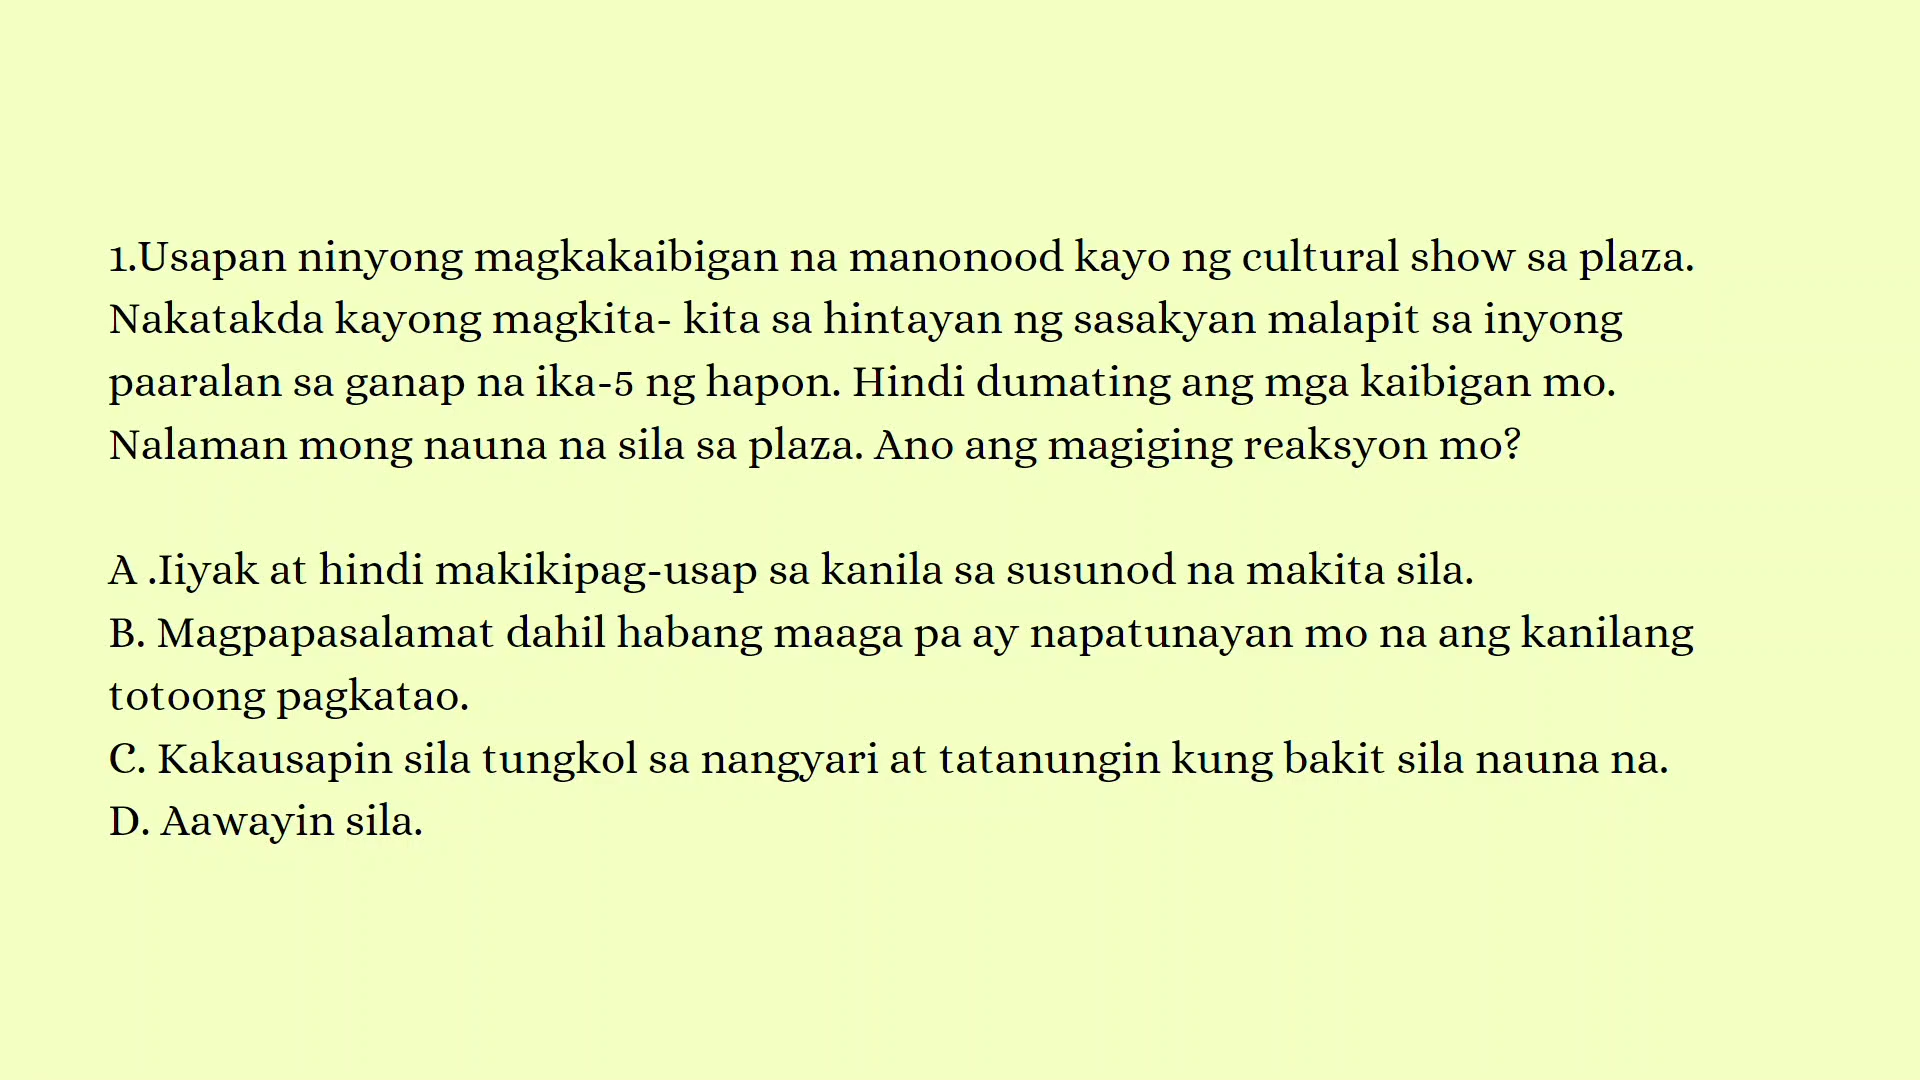 1.Usapan ninyong magkakaibigan na manonood kayo ng cultural show sa plaza.
Nakatakda kayong magkita- kita sa hintayan ng sasakyan malapit sa inyong
paaralan sa ganap na ika-5 ng hapon. Hindi dumating ang mga kaibigan mo.
Nalaman mong nauna na sila sa plaza. Ano ang magiging reaksyon mo?
A .Iiyak at hindi makikipag-usap sa kanila sa susunod na makita sila.
B. Magpapasalamat dahil habang maaga pa ay napatunayan mo na ang kanilang
totoong pagkatao.
C. Kakausapin sila tungkol sa nangyari at tatanungin kung bakit sila nauna na.
D. Aawayin sila.